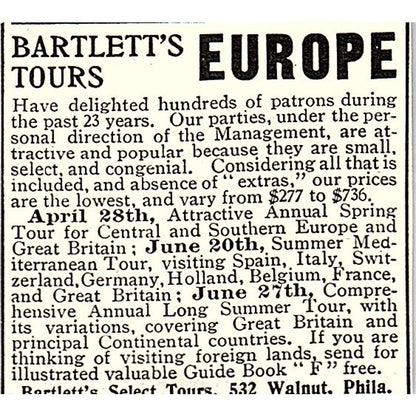 BARTLETT'S TOURS EUROPE
Have delighted hundreds of patrons during
the past 23 years. Our parties, under the per-
sonal direction of the Management, are at-
tractive and popular because they are small,
select, and congenial. Considering all that is
included, and absence of "extras," our prices
are the lowest, and vary from $277 to $736.
April 28th, Attractive Annual Spring
Tour for Central and Southern Europe and
Great Britain; June 20th, Summer Med-
iterranean Tour, visiting Spain, Italy, Swit-
zerland, Germany, Holland, Belgium, France,
and Great Britain; June 27th, Compre-
hensive Annual Long Summer Tour, with
its variations, covering Great Britain and
principal Continental countries. If you are
thinking of visiting foreign lands, send for
illustrated valuable Guide Book "F" free.
Bartlett's Select Tours, 532 Walnut, Phila.